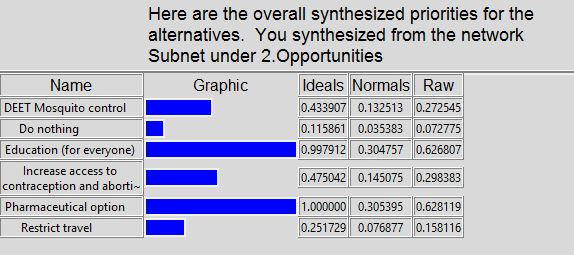 Here are the overall synthesized priorities for the
alternatives. You synthesized from the network
Subnet under 2.Opportunities
Name Graphic Ideals Normals Raw
DEET Mosquito control 0.433907 0.132513 0.272545
Do nothing 0.115861 0.035383 0.072775
Education (for everyone) 0.997912 0.304757 0.626807
Increase access to
contraception and aborti~ 0.475042 0.145075 0.298383
Pharmaceutical option 1.000000 0.305395 0.628119
Restrict travel 0.251729 0.076877 0.158116